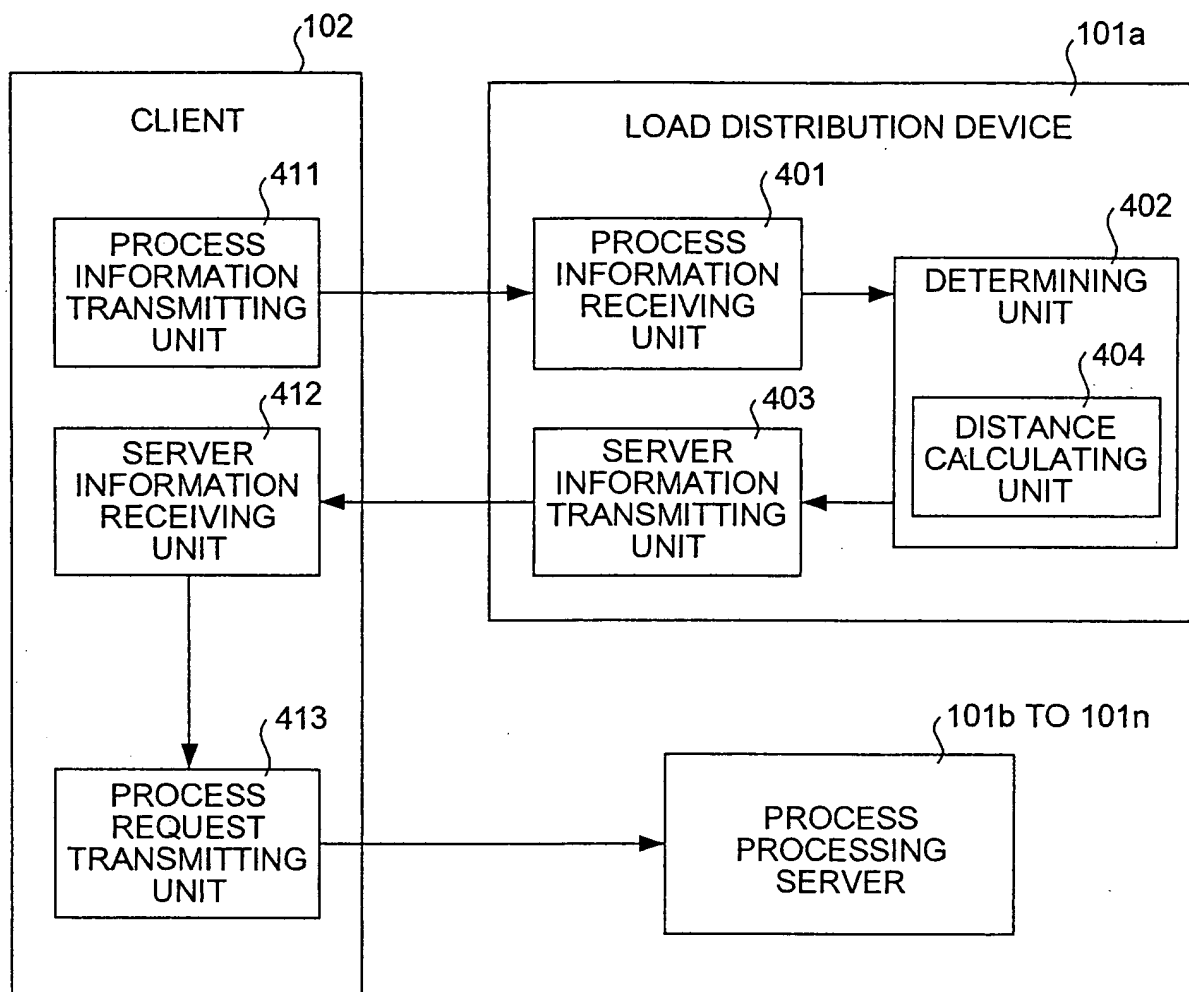 102
CLIENT
411
PROCESS
INFORMATION
TRANSMITTING
UNIT
412
SERVER
INFORMATION
RECEIVING
UNIT
413
PROCESS
REQUEST
TRANSMITTING
UNIT
101a
LOAD DISTRIBUTION DEVICE
401
PROCESS
INFORMATION
RECEIVING
UNIT
402
DETERMINING
UNIT
404
DISTANCE
CALCULATING
UNIT
403
SERVER
INFORMATION
TRANSMITTING
UNIT
101b TO 101n
PROCESS
PROCESSING
SERVER